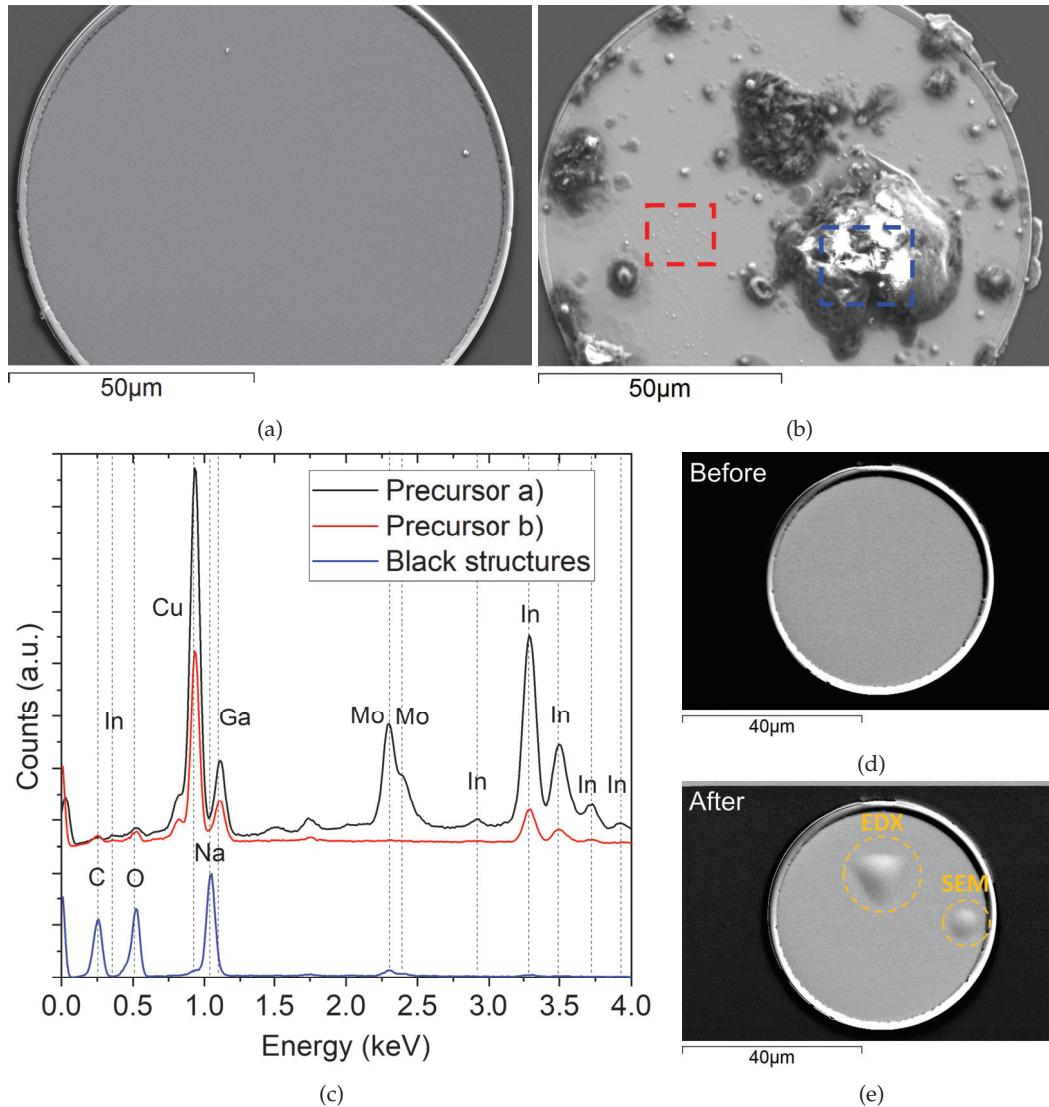 50μm
50μm
(a)
(b)
Precursor a)
Precursor b)
Black structures
Counts (a.u.)
Cu
In
Ga
Mo
Mo
In
In
In
In
In
C
O
Na
0.0 0.5 1.0 1.5 2.0 2.5 3.0 3.5 4.0
Energy (keV)
(c)
Before
40μm
(d)
After
EDX
SEM
40μm
(e)